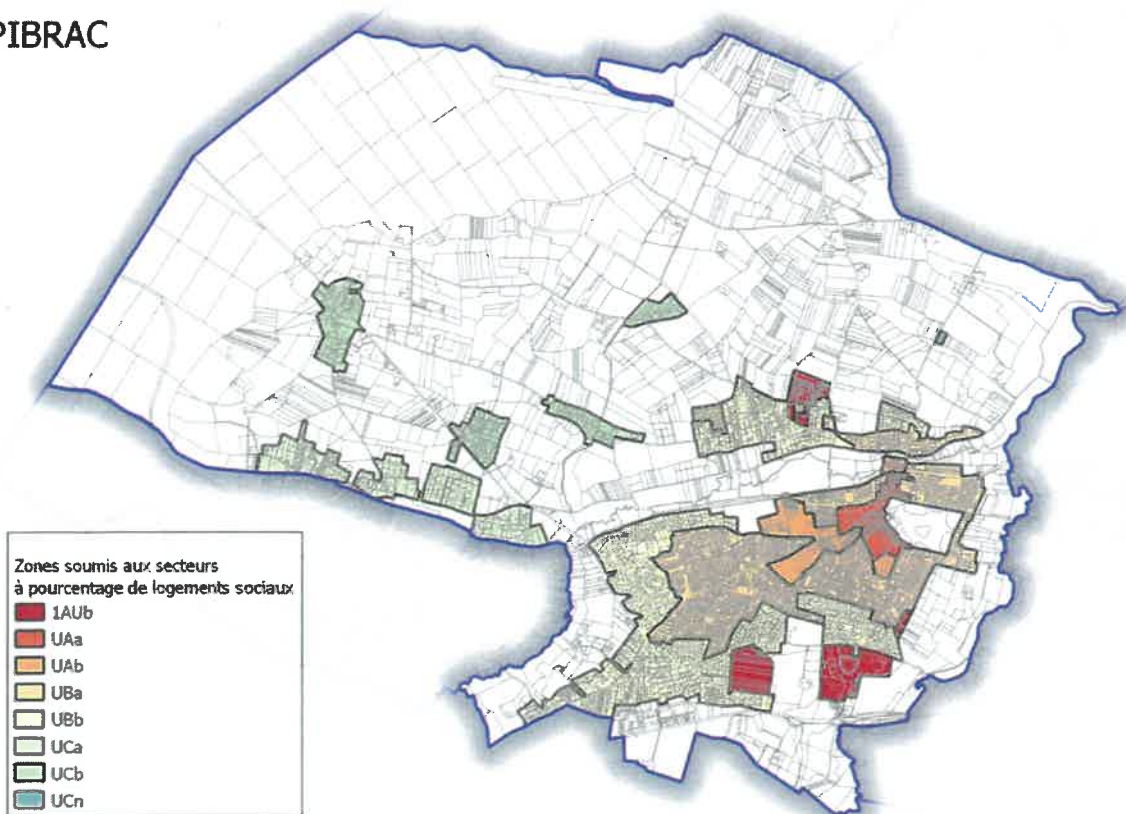 PIBRAC
Zones soumis aux secteurs
à pourcentage de logements sociaux
1AUb
UAa
UAb
UBa
UBb
UCa
UCb
UCn